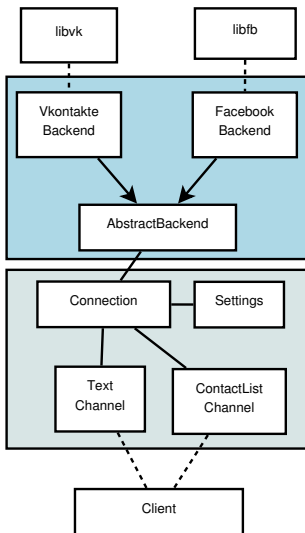 libvk
libfb
Vkontakte
Backend
Facebook
Backend
AbstractBackend
Connection
Settings
Text
Channel
ContactList
Channel
Client